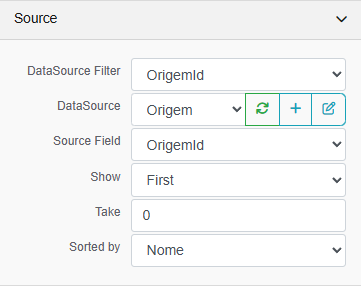 Source
DataSource Filter OrigemId
DataSource Origem
Source Field OrigemId
Show First
Take 0
Sorted by Nome